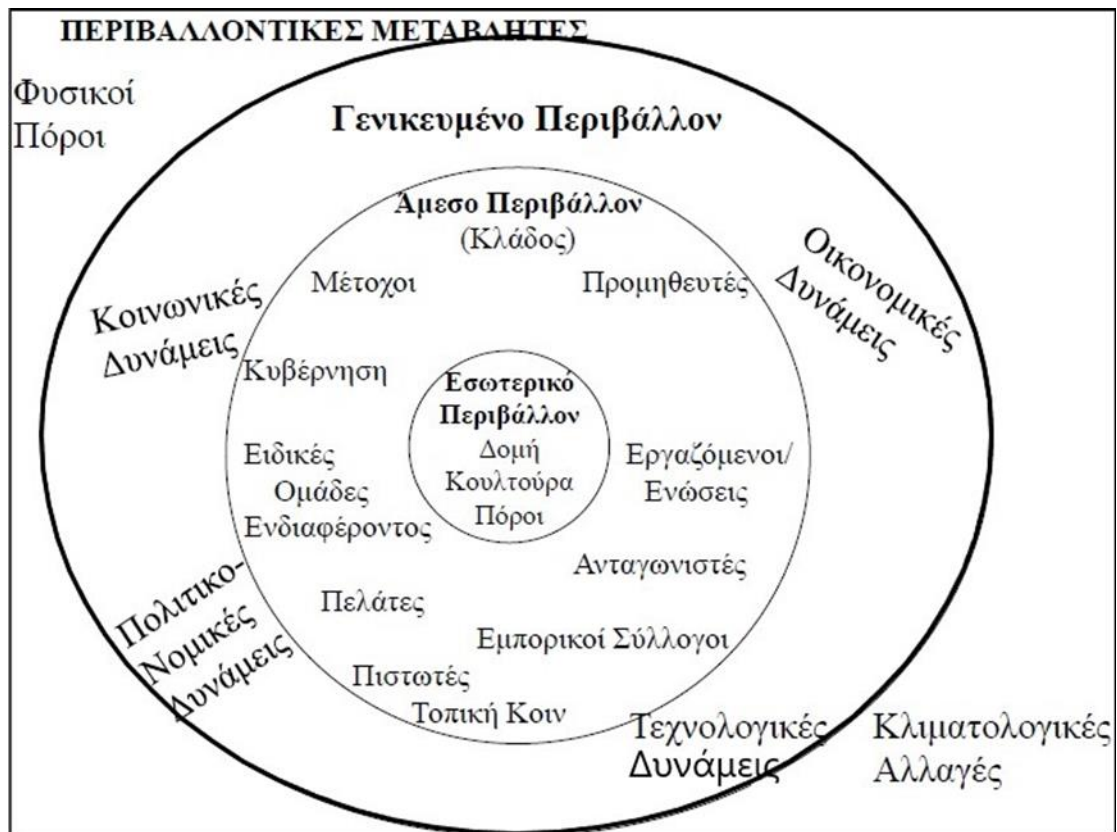 ΠΕΡΙΒΑΛΛΟΝΤΙΚΕΣ ΜΕΤΑΒΛΗΤΕΣ
Φυσικοί
Πόροι
Γενικευμένο Περιβάλλον
Άμεσο Περιβάλλον
(Κλάδος)
Μέτοχοι
Προμηθευτές
Οικονομικές
Δυνάμεις
Κοινωνικές
Δυνάμεις
Κυβέρνηση
Εσωτερικό
Περιβάλλον
Δομή
Κουλτούρα
Πόροι
Ειδικές
Ομάδες
Ενδιαφέροντος
Εργαζόμενοι/
Ενώσεις
Ανταγωνιστές
Πελάτες
Εμπορικοί Σύλλογοι
Πολιτικο-
Νομικές
Δυνάμεις
Πιστωτές
Τοπική Κοιν
Τεχνολογικές
Δυνάμεις
Κλιματολογικές
Αλλαγές